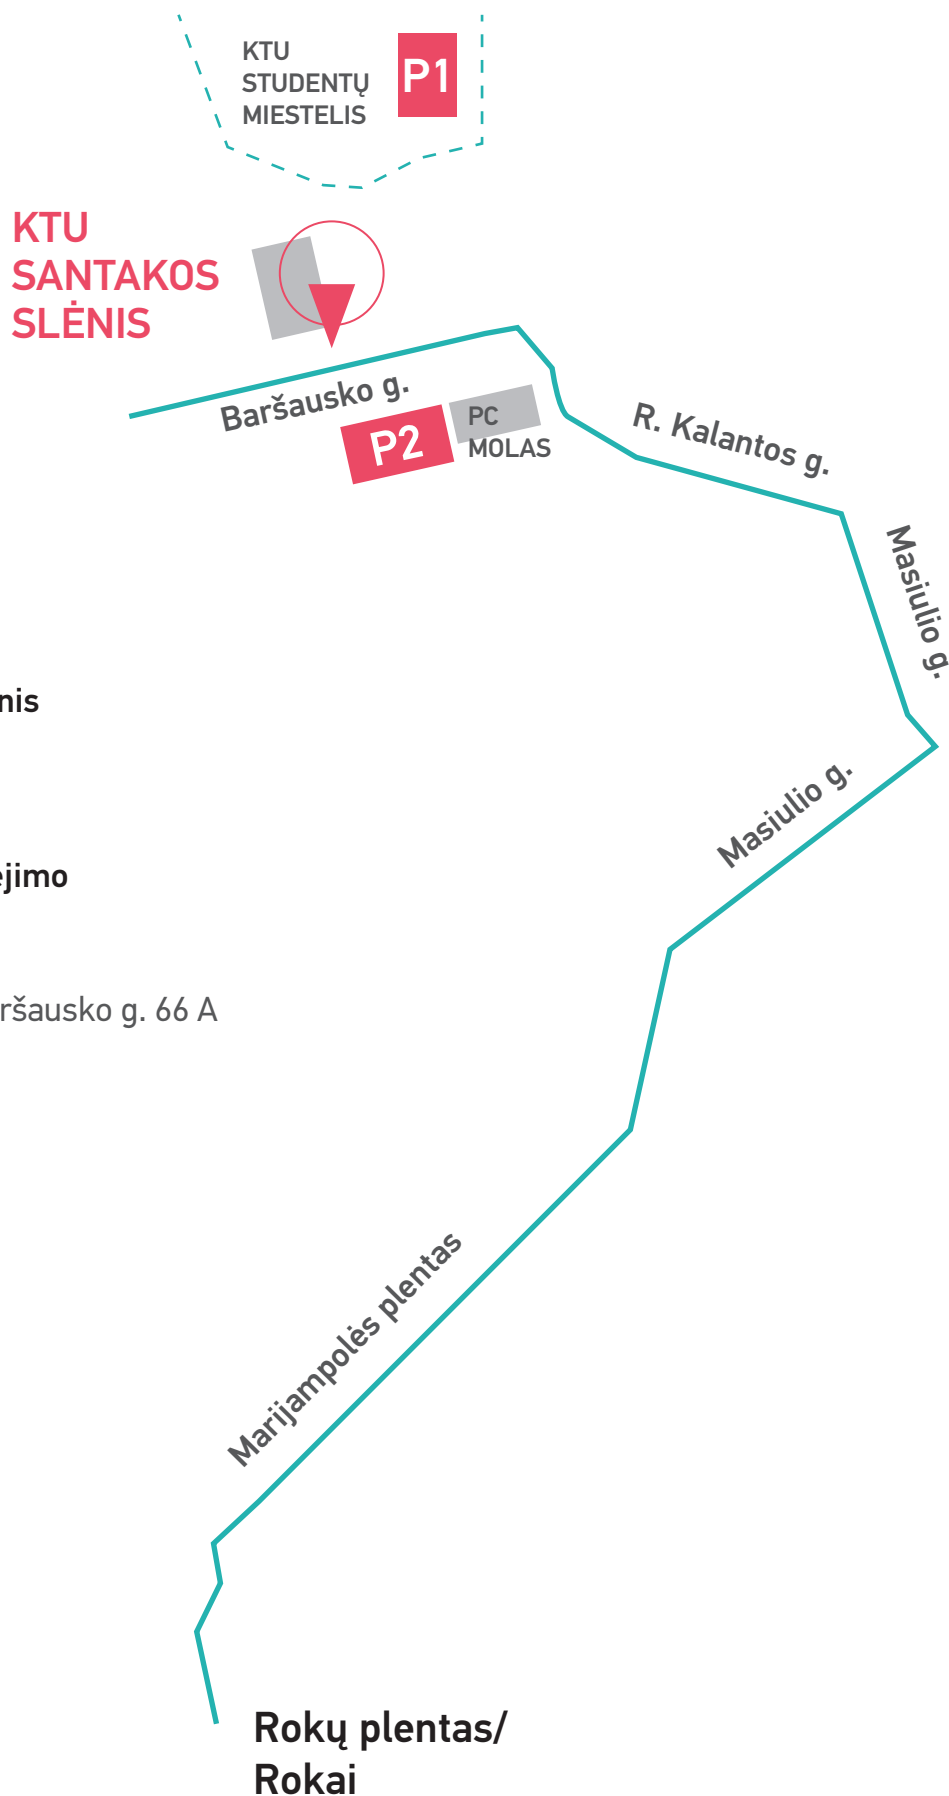 KTU
STUDENTŲ
MIESTELIS
P1
KTU
SANTAKOS
SLĖNIS
Baršausko g.
P2
PC
MOLAS
R. Kalantos g.
Masiulio g.
nis
Masiulio g.
ėjimo
ršausko g. 66 A
Marijampolės plentas
Rokų plentas/
Rokai